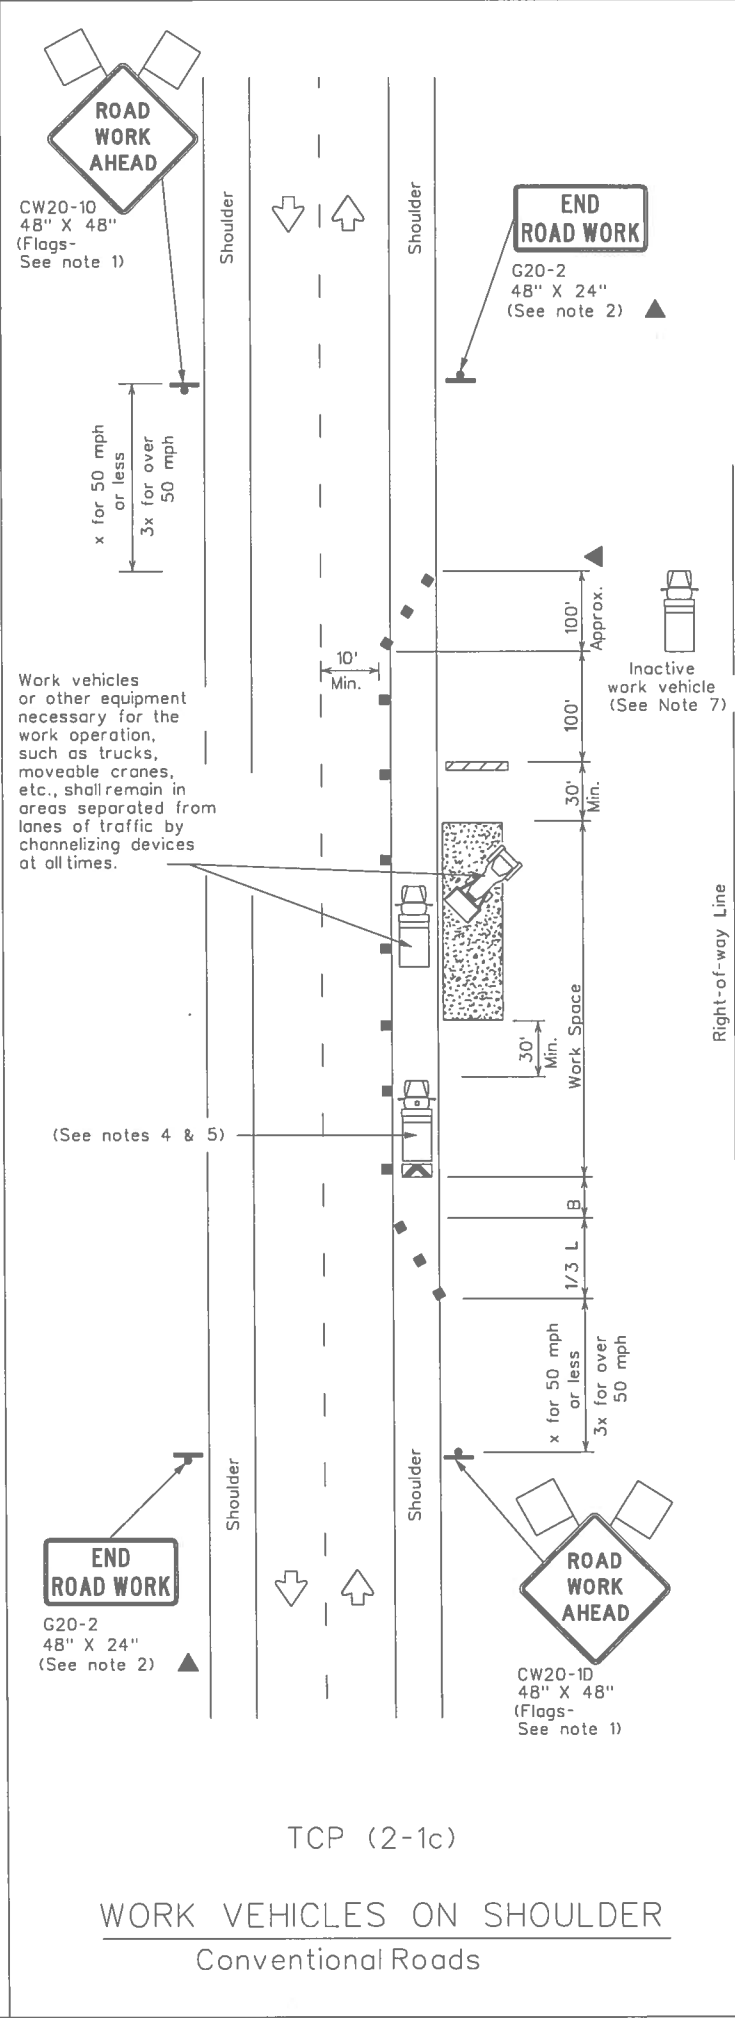 ROAD
WORK
AHEAD
CW20-1D
48" X 48"
(Flags-
See note 1)
Shoulder
Shoulder
END
ROAD WORK
G20-2
48" X 24"
(See note 2)
x for 50 mph
or less
3x for over
50 mph
100'
Approx.
Inactive
work vehicle
(See Note 7)
10'
Min.
100'
Work vehicles
or other equipment
necessary for the
work operation,
such as trucks,
moveable cranes,
etc., shall remain in
areas separated from
lanes of traffic by
channelizing devices
at all times.
30'
Min.
Right-of-way Line
Work Space
30'
Min.
(See notes 4 & 5)
B
1/3 L
x for 50 mph
or less
3x for over
50 mph
Shoulder
Shoulder
END
ROAD WORK
G20-2
48" X 24"
(See note 2)
ROAD
WORK
AHEAD
CW20-1D
48" X 48"
(Flags-
See note 1)
TCP (2-1c)
WORK VEHICLES ON SHOULDER
Conventional Roads